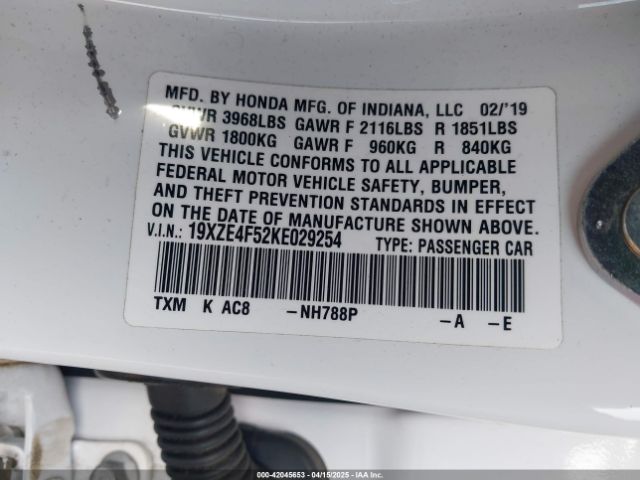 MFD. BY HONDA MFG. OF INDIANA, LLC 02/'19
GVWR 3968LBS GAWR F 2116LBS R 1851LBS
GVWR 1800KG GAWR F 960KG R 840KG
THIS VEHICLE CONFORMS TO ALL APPLICABLE
FEDERAL MOTOR VEHICLE SAFETY, BUMPER,
AND THEFT PREVENTION STANDARDS IN EFFECT
ON THE DATE OF MANUFACTURE SHOWN ABOVE.
V.I.N.: 19XZE4F52KE029254 TYPE: PASSENGER CAR
TXM K AC8 -NH788P -A -E
000-42045653 - 04/15/2025 - IAAI.COM